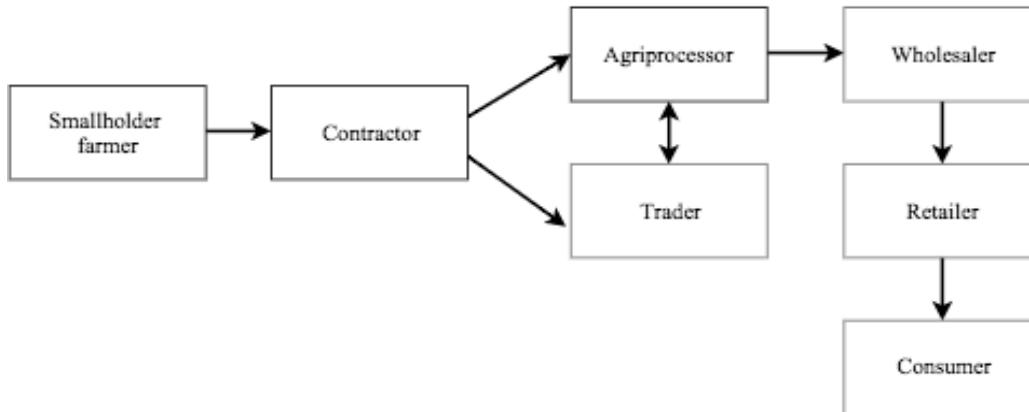 Smallholder
farmer
Contractor
Agriprocessor
Trader
Wholesaler
Retailer
Consumer